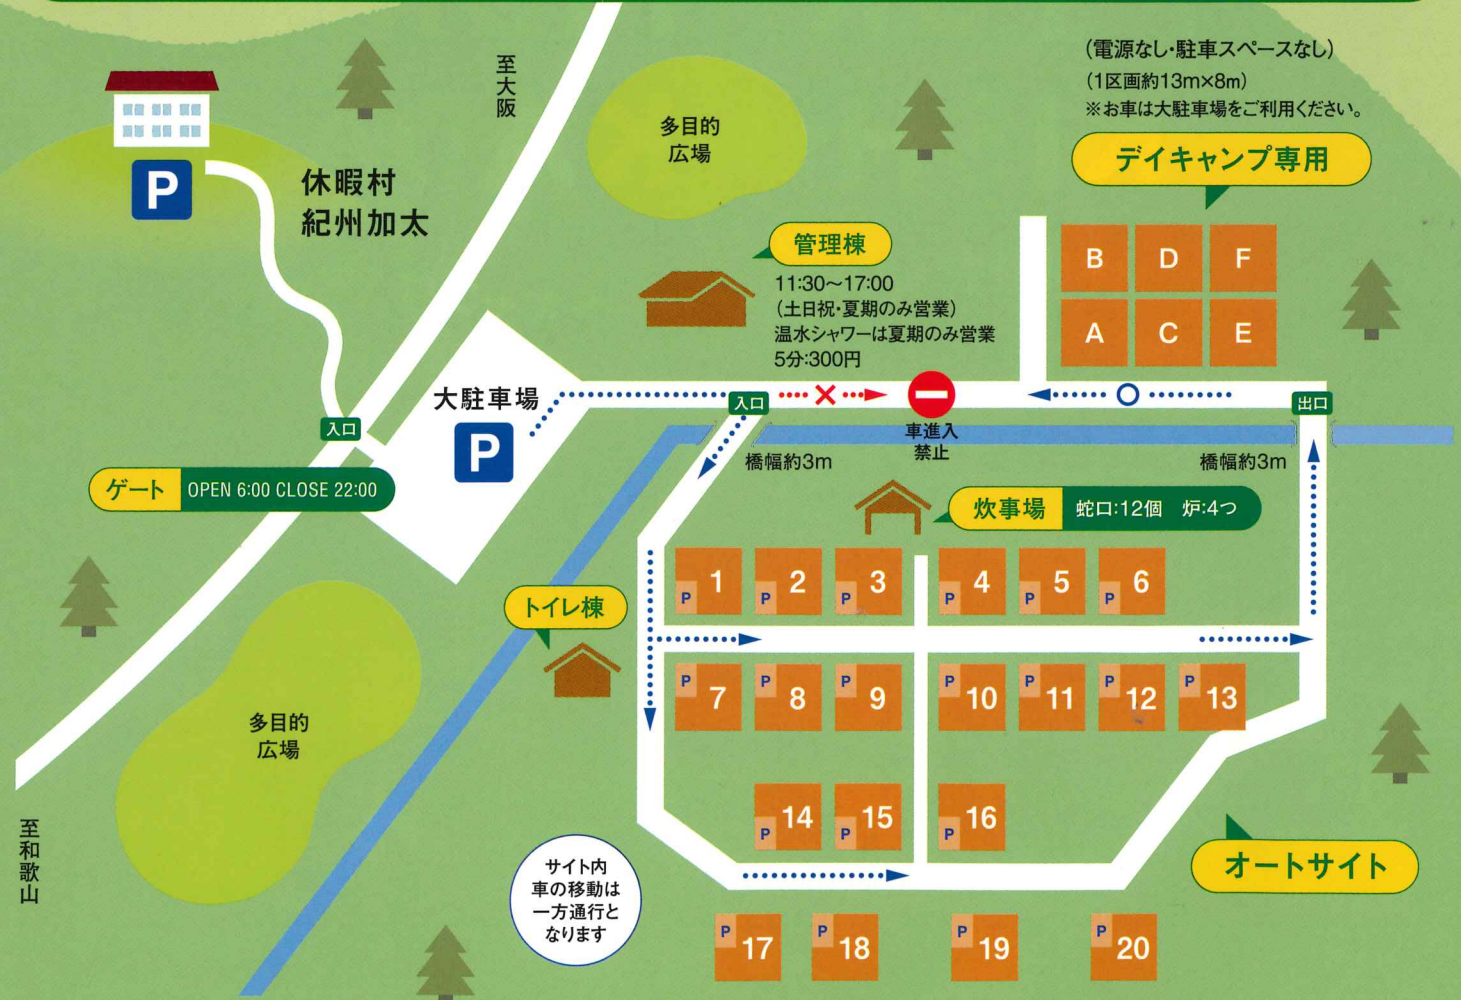 至大阪
(電源なし・駐車スペースなし)
(1区画約13m×8m)
※お車は大駐車場をご利用ください。
デイキャンプ専用
多目的
広場
P
休暇村
紀州加太
管理棟
11:30〜17:00
(土日祝・夏期のみ営業)
温水シャワーは夏期のみ営業
5分:300円
B D F
A C E
大駐車場
P
入口
入口
×
出口
車進入
禁止
橋幅約3m
橋幅約3m
ゲート OPEN 6:00 CLOSE 22:00
炊事場 蛇口:12個 炉:4つ
P 1 P 2 P 3 P 4 P 5 P 6
トイレ棟
P 7 P 8 P 9 P 10 P 11 P 12 P 13
多目的
広場
P 14 P 15 P 16
至和歌山
サイト内
車の移動は
一方通行と
なります
オートサイト
P 17 P 18 P 19 P 20